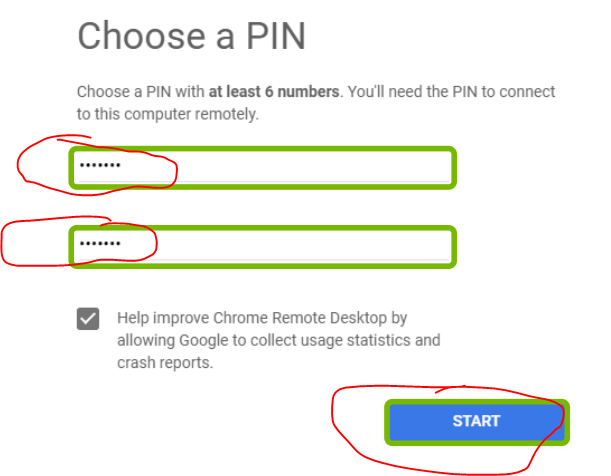 Choose a PIN
Choose a PIN with at least 6 numbers. You'll need the PIN to connect
to this computer remotely.
•••••••
•••••••
Help improve Chrome Remote Desktop by
allowing Google to collect usage statistics and
crash reports.
START